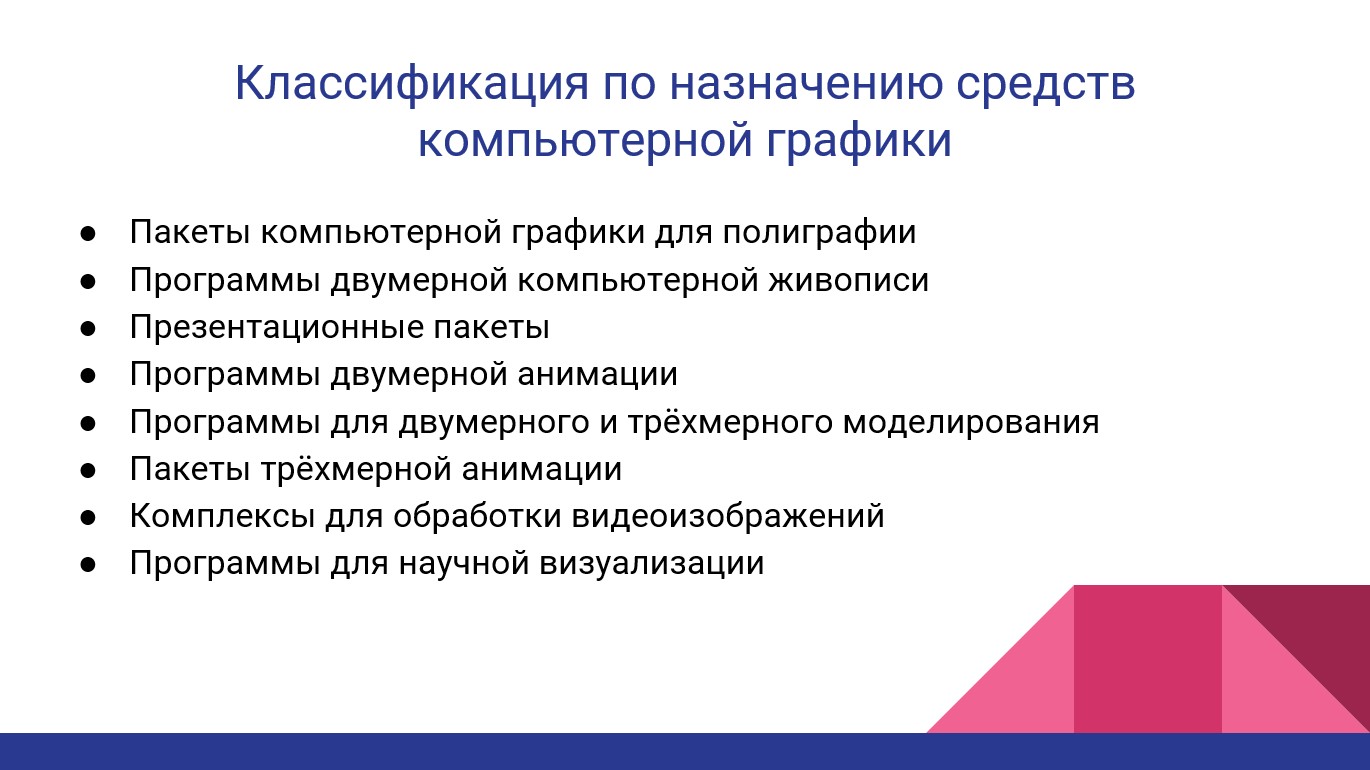 Классификация по назначению средств
компьютерной графики
● Пакеты компьютерной графики для полиграфии
● Программы двумерной компьютерной живописи
● Презентационные пакеты
● Программы двумерной анимации
● Программы для двумерного и трёхмерного моделирования
● Пакеты трёхмерной анимации
● Комплексы для обработки видеоизображений
● Программы для научной визуализации